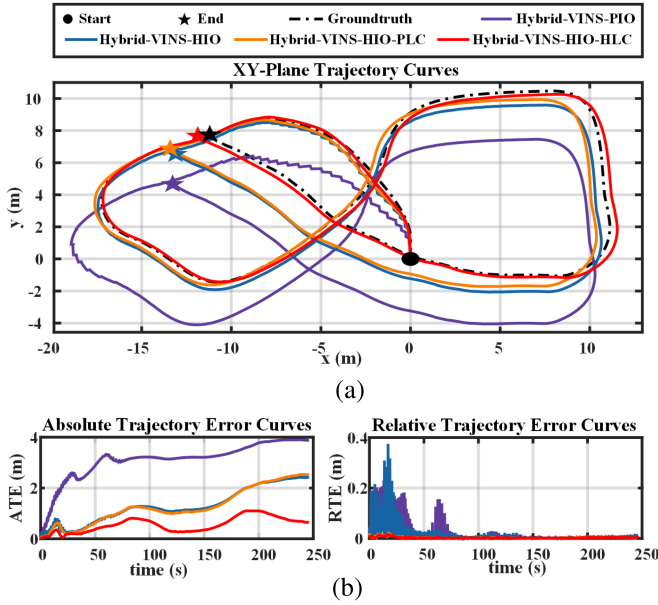 Start End Groundtruth Hybrid-VINS-PIO
Hybrid-VINS-HIO Hybrid-VINS-HIO-PLC Hybrid-VINS-HIO-HLC
XY-Plane Trajectory Curves
10
8
6
4
2
0
-2
-4
y (m)
-20 -15 -10 -5 0 5 10
x (m)
(a)
Absolute Trajectory Error Curves
4
2
0
ATE (m)
0 50 100 150 200 250
time (s)
Relative Trajectory Error Curves
0.4
0.2
0
RTE (m)
0 50 100 150 200 250
time (s)
(b)